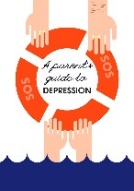 SOS
A parent's
guide to
DEPRESSION
SOS